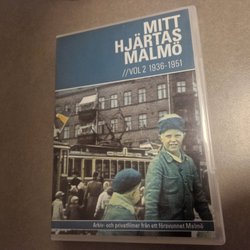 MITT
HJÄRTAS
MALMÖ
//VOL 2 1936-1951
Arkiv- och privatfilmer från ett försvunnet Malmö